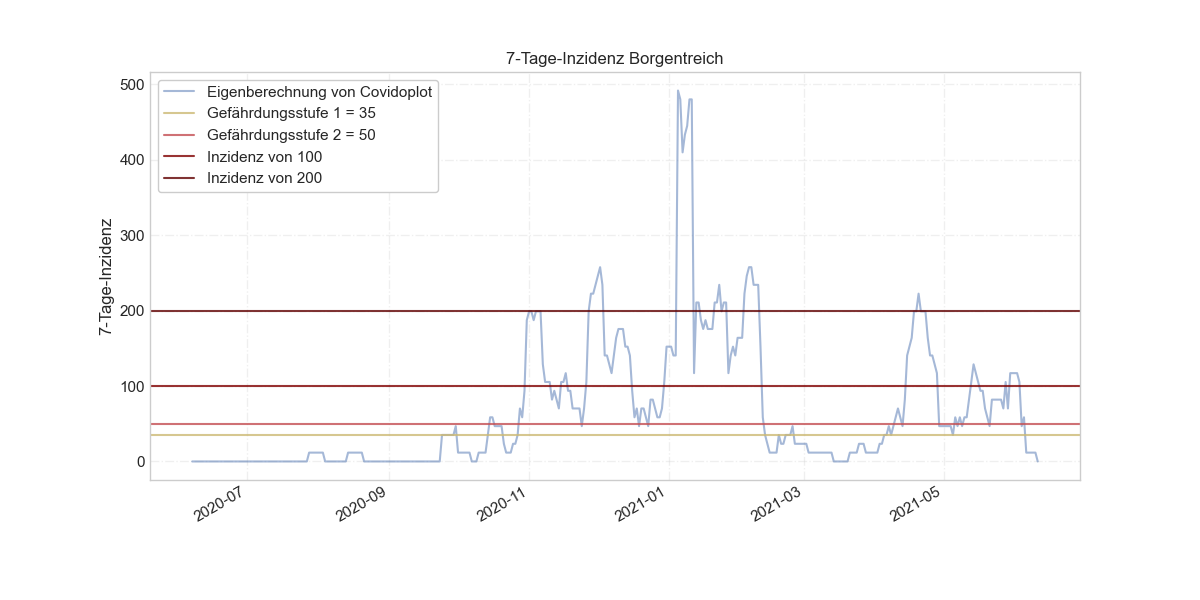 7-Tage-Inzidenz Borgentreich
Eigenberechnung von Covidoplot
Gefährdungsstufe 1 = 35
Gefährdungsstufe 2 = 50
Inzidenz von 100
Inzidenz von 200
7-Tage-Inzidenz
500
400
300
200
100
0
2020-07
2020-09
2020-11
2021-01
2021-03
2021-05